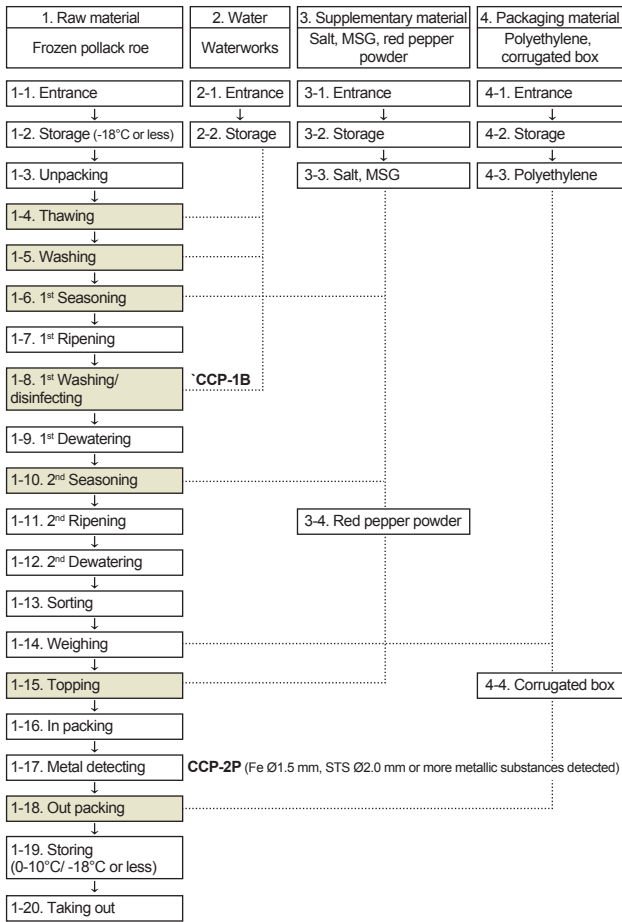 1. Raw material
Frozen pollack roe
2. Water
Waterworks
3. Supplementary material
Salt, MSG, red pepper
powder
4. Packaging material
Polyethylene,
corrugated box
1-1. Entrance
2-1. Entrance
3-1. Entrance
4-1. Entrance
↓ ↓ ↓ ↓
1-2. Storage (-18°C or less)
2-2. Storage
3-2. Storage
4-2. Storage
↓ ↓ ↓
1-3. Unpacking
3-3. Salt, MSG
4-3. Polyethylene
↓
1-4. Thawing
↓
1-5. Washing
↓
1-6. 1st Seasoning
↓
1-7. 1st Ripening
↓
1-8. 1st Washing/
disinfecting
`CCP-1B
↓
1-9. 1st Dewatering
↓
1-10. 2nd Seasoning
↓
1-11. 2nd Ripening
3-4. Red pepper powder
↓
1-12. 2nd Dewatering
↓
1-13. Sorting
↓
1-14. Weighing
↓
1-15. Topping
4-4. Corrugated box
↓
1-16. In packing
↓
1-17. Metal detecting
CCP-2P (Fe Ø1.5 mm, STS Ø2.0 mm or more metallic substances detected)
↓
1-18. Out packing
↓
1-19. Storing
(0-10°C/ -18°C or less)
↓
1-20. Taking out